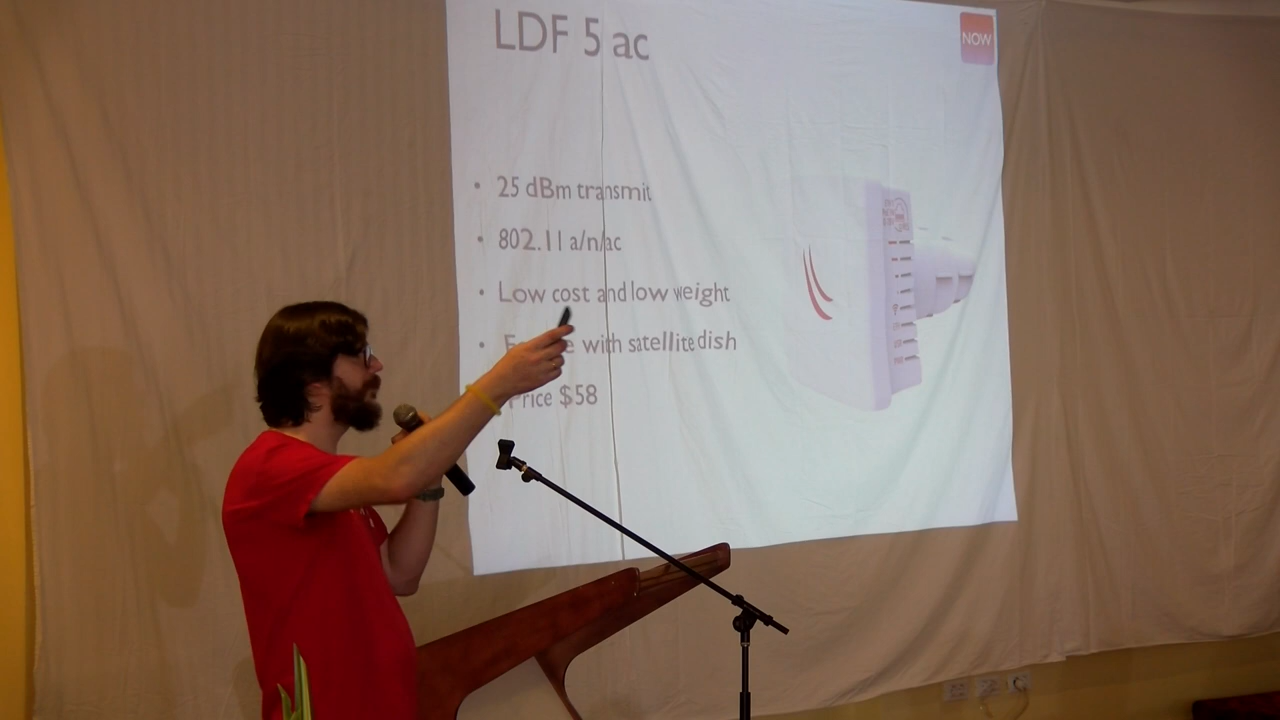 LDF 5 ac
NOW
• 25 dBm transmit
• 802.11 a/n/ac
• Low cost and low weight
• with satellite dish
Price $58